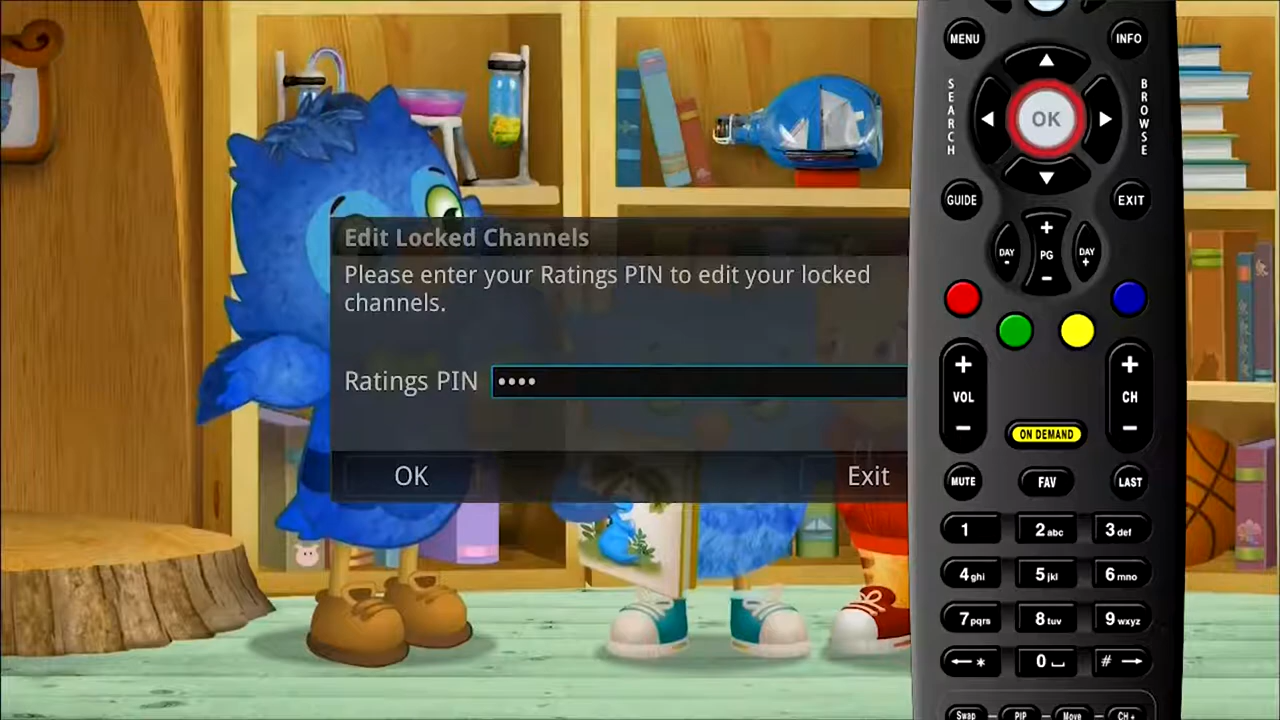 MENU
INFO
SEARCH
OK
BROWSE
GUIDE
EXIT
Edit Locked Channels
Please enter your Ratings PIN to edit your locked
channels.
DAY
-
+
PG
-
DAY
+
Ratings PIN ••••
+
VOL
-
+
CH
-
ON DEMAND
OK
Exit
MUTE
FAV
LAST
1
2abc
3def
4ghi
5jkl
6mno
7pqrs
8tuv
9wxyz
*
0
#
Swap
PIP
Move
CH+